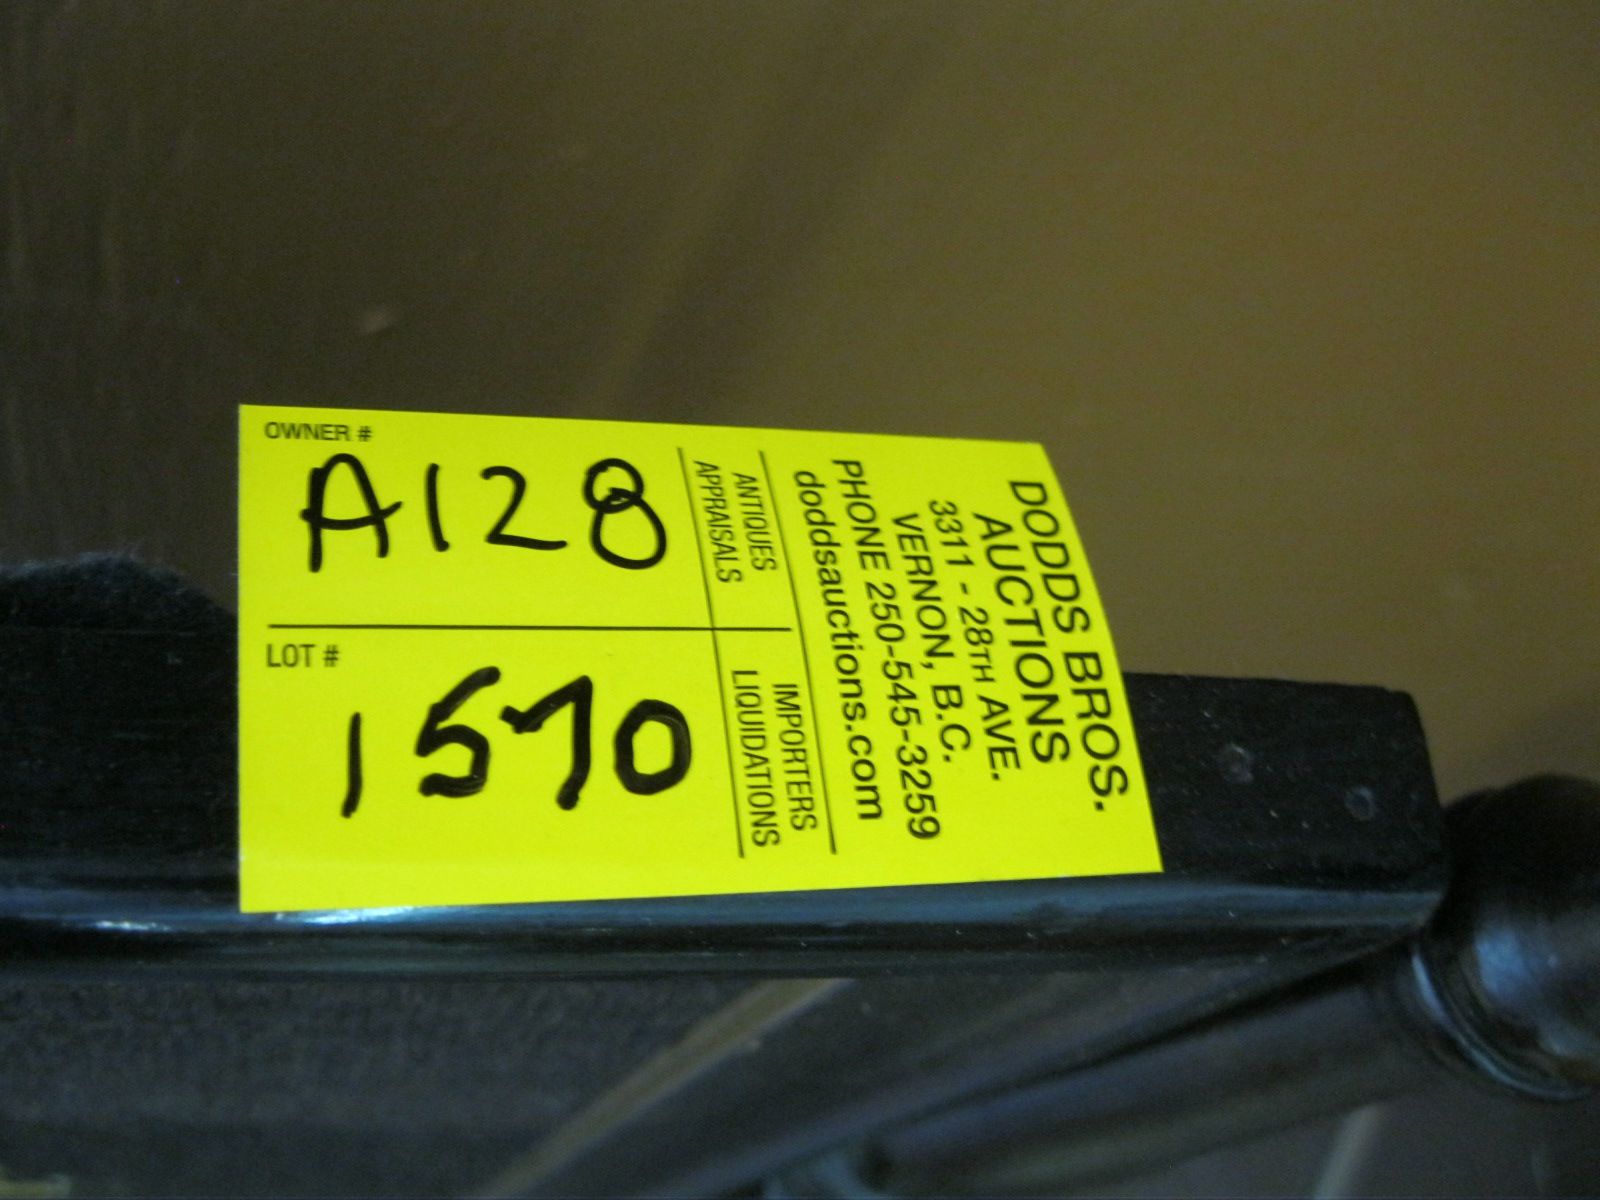 OWNER #
A128
LOT #
1570
ANTIQUES
APPRAISALS
IMPORTERS
LIQUIDATIONS
DODDS BROS.
AUCTIONS
3311 - 28TH AVE.
VERNON, B.C.
PHONE 250-545-3259
doddsauctions.com